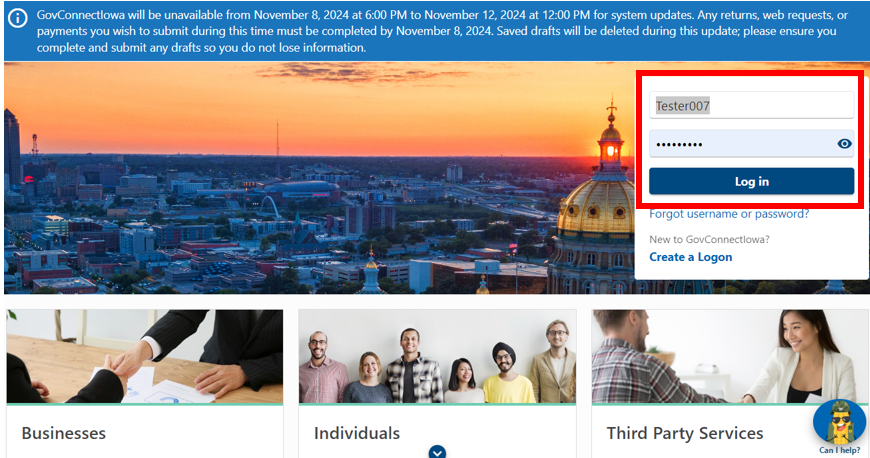 GovConnectIowa will be unavailable from November 8, 2024 at 6:00 PM to November 12, 2024 at 12:00 PM for system updates. Any returns, web requests, or
payments you wish to submit during this time must be completed by November 8, 2024. Saved drafts will be deleted during this update; please ensure you
complete and submit any drafts so you do not lose information.
Tester007
•••••••••
Log in
Forgot username or password?
New to GovConnectIowa?
Create a Logon
Businesses
Individuals
Third Party Services
Can I help?